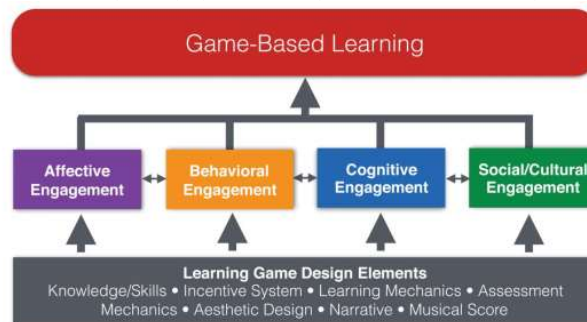 Game-Based Learning
Affective
Engagement
Behavioral
Engagement
Cognitive
Engagement
Social/Cultural
Engagement
Learning Game Design Elements
Knowledge/Skills • Incentive System • Learning Mechanics • Assessment
Mechanics • Aesthetic Design • Narrative • Musical Score